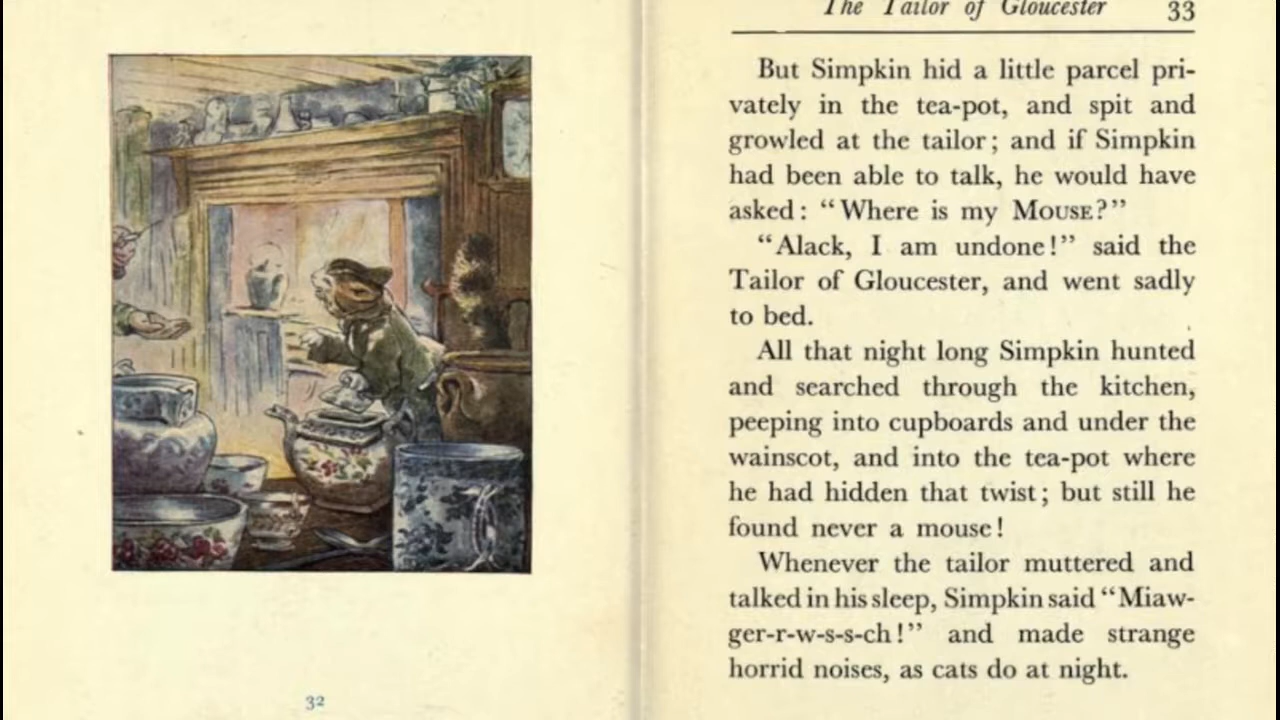 32
The Tailor of Gloucester 33
But Simpkin hid a little parcel pri-
vately in the tea-pot, and spit and
growled at the tailor; and if Simpkin
had been able to talk, he would have
asked: “Where is my MOUSE?”
“Alack, I am undone!” said the
Tailor of Gloucester, and went sadly
to bed.
All that night long Simpkin hunted
and searched through the kitchen,
peeping into cupboards and under the
wainscot, and into the tea-pot where
he had hidden that twist; but still he
found never a mouse!
Whenever the tailor muttered and
talked in his sleep, Simpkin said “Miaw-
ger-r-w-s-s-ch!” and made strange
horrid noises, as cats do at night.